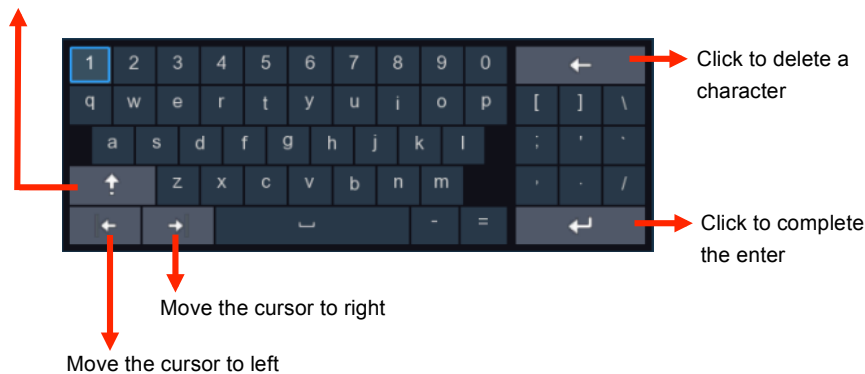 1 2 3 4 5 6 7 8 9 0
Click to delete a
character
q w e r t y u i o p [ ] \
a s d f g h j k l ; ' `
z x c v b n m , . /
- =
Click to complete
the enter
Move the cursor to right
Move the cursor to left